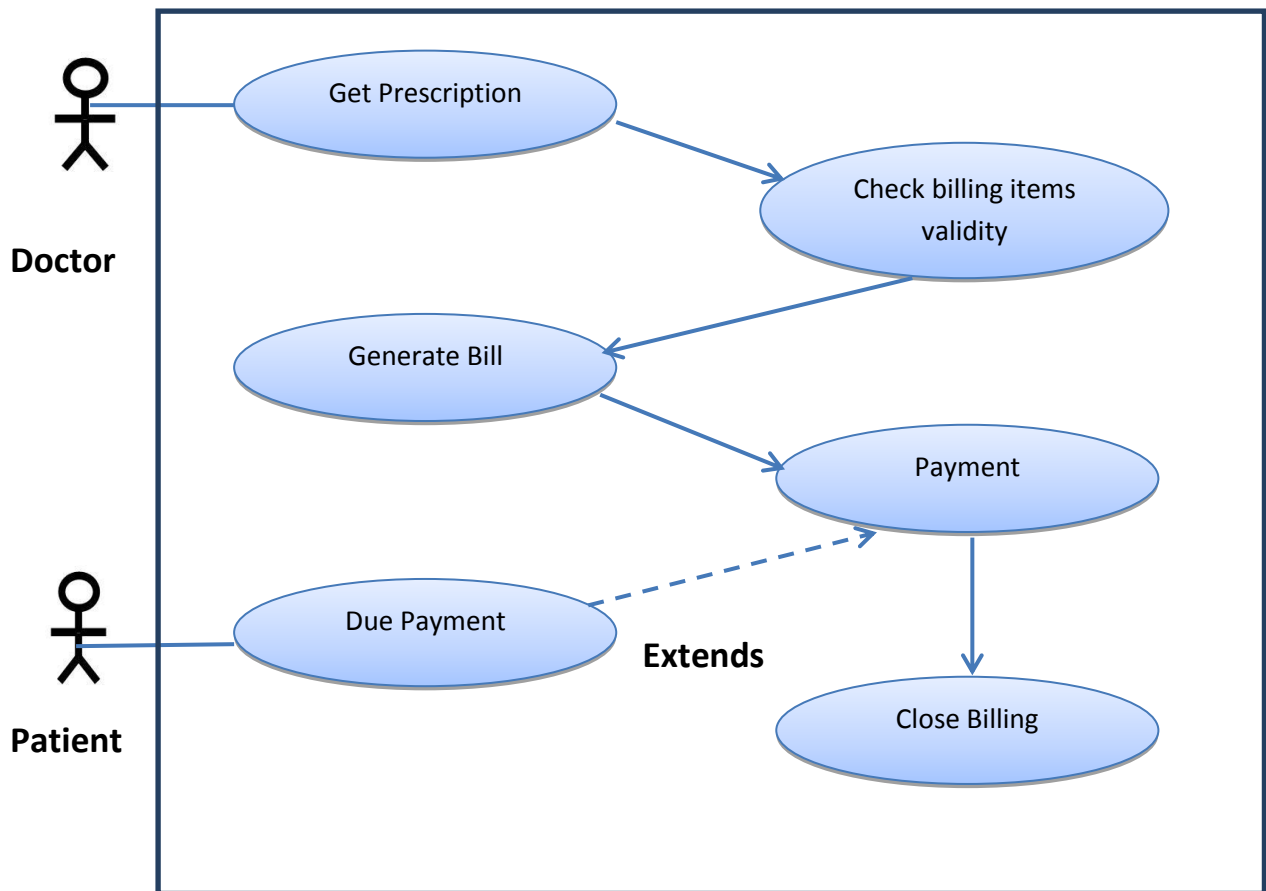 Get Prescription
Check billing items
validity
Doctor
Generate Bill
Payment
Due Payment
Extends
Close Billing
Patient